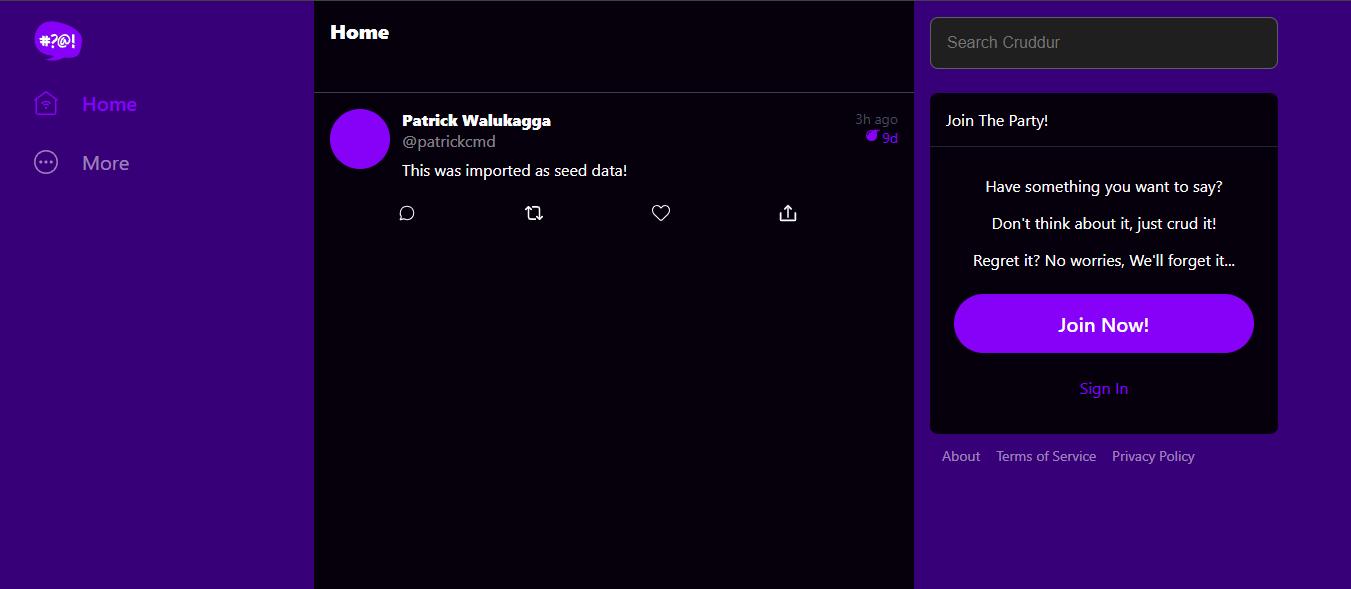 #?@!
Home
More
Home
Patrick Walukagga
@patrickcmd
3h ago
9d
This was imported as seed data!
Search Cruddur
Join The Party!
Have something you want to say?
Don't think about it, just crud it!
Regret it? No worries, We'll forget it...
Join Now!
Sign In
About Terms of Service Privacy Policy